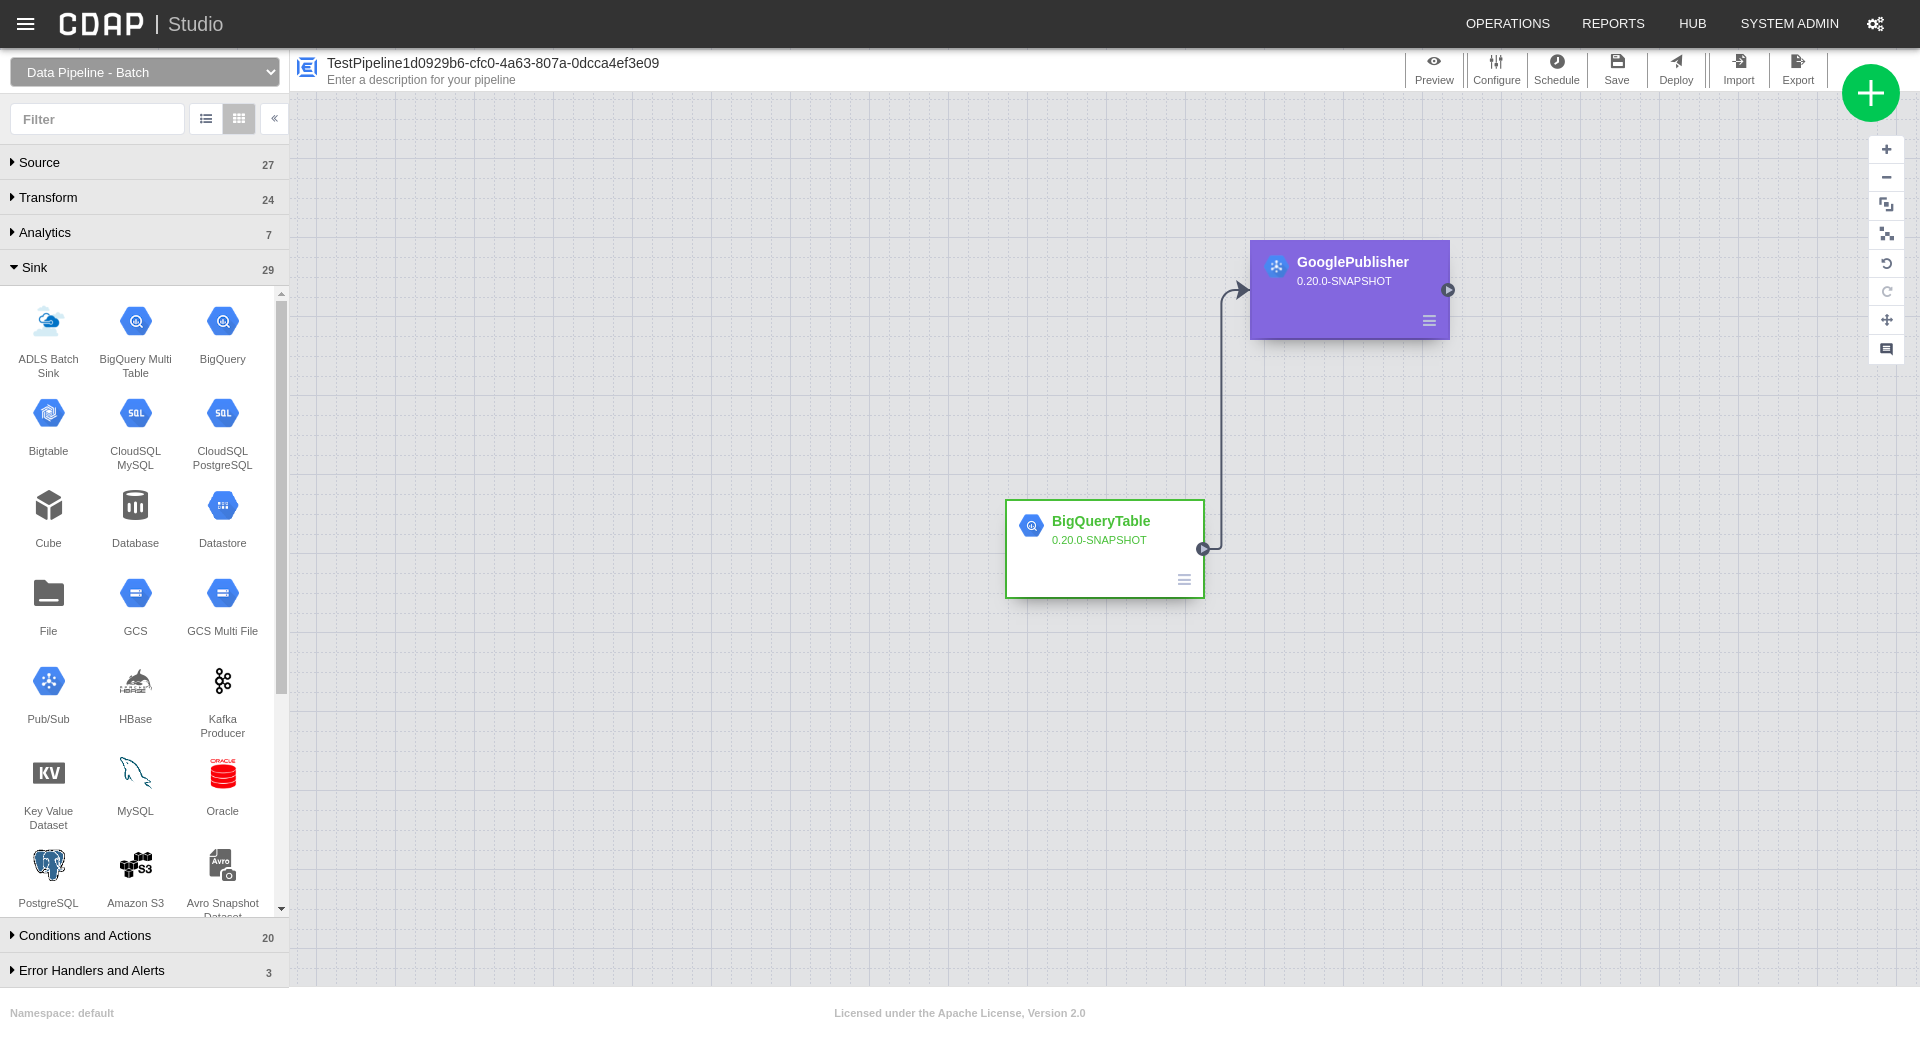 CDAP | Studio
OPERATIONS
REPORTS
HUB
SYSTEM ADMIN
Data Pipeline - Batch
TestPipeline1d0929b6-cfc0-4a63-807a-0dcca4ef3e09
Enter a description for your pipeline
Preview
Configure
Schedule
Save
Deploy
Import
Export
Filter
Source 27
Transform 24
Analytics 7
Sink 29
ADLS Batch Sink
BigQuery Multi Table
BigQuery
Bigtable
SQL
CloudSQL MySQL
SQL
CloudSQL PostgreSQL
Cube
Database
Datastore
File
GCS
GCS Multi File
Pub/Sub
HBASE
HBase
Kafka Producer
KV
Key Value Dataset
MySQL
ORACLE
Oracle
PostgreSQL
S3
Amazon S3
Avro
Avro Snapshot Dataset
Conditions and Actions 20
Error Handlers and Alerts 3
GooglePublisher
0.20.0-SNAPSHOT
BigQueryTable
0.20.0-SNAPSHOT
Namespace: default
Licensed under the Apache License, Version 2.0